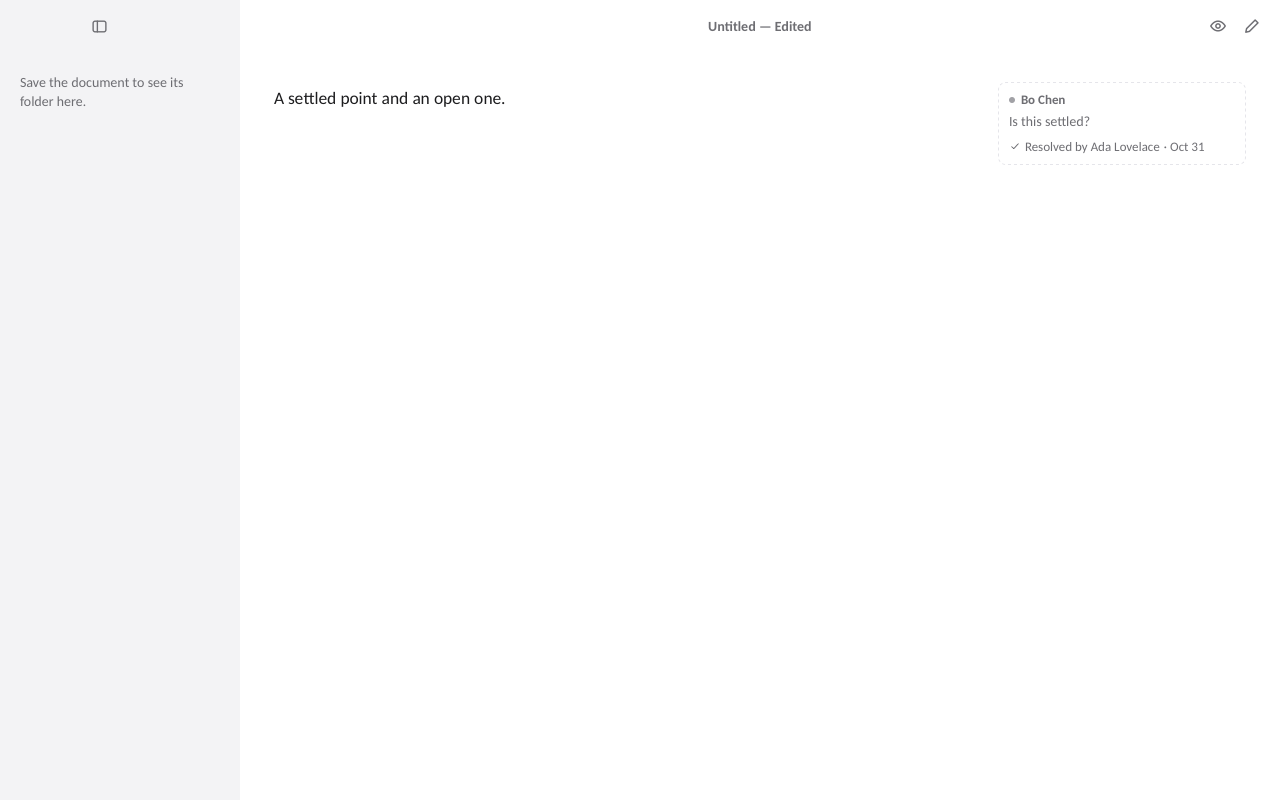 Untitled — Edited
Save the document to see its
folder here.
A settled point and an open one.
Bo Chen
Is this settled?
Resolved by Ada Lovelace · Oct 31